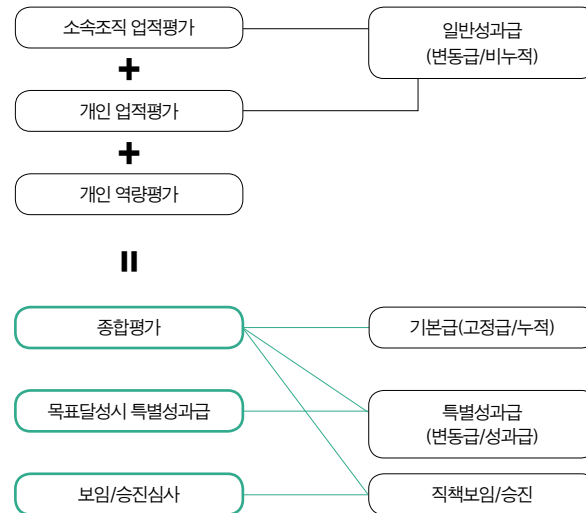 소속조직 업적평가
일반성과급
(변동급/비누적)
+
개인 업적평가
+
개인 역량평가
=
종합평가
기본급(고정급/누적)
목표달성시 특별성과급
특별성과급
(변동급/성과급)
보임/승진심사
직책보임/승진